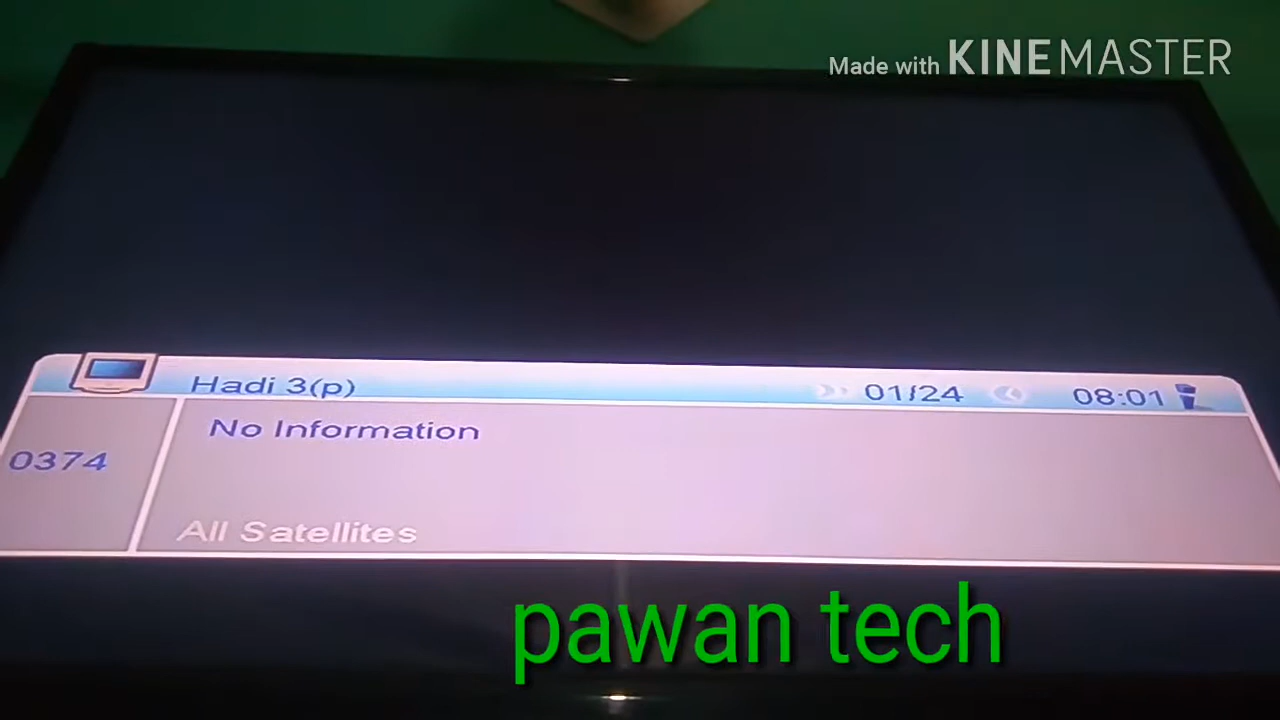 Made with KINEMASTER
Hadi 3(p) 01/24 08:01
No Information
0374
All Satellites
pawan tech